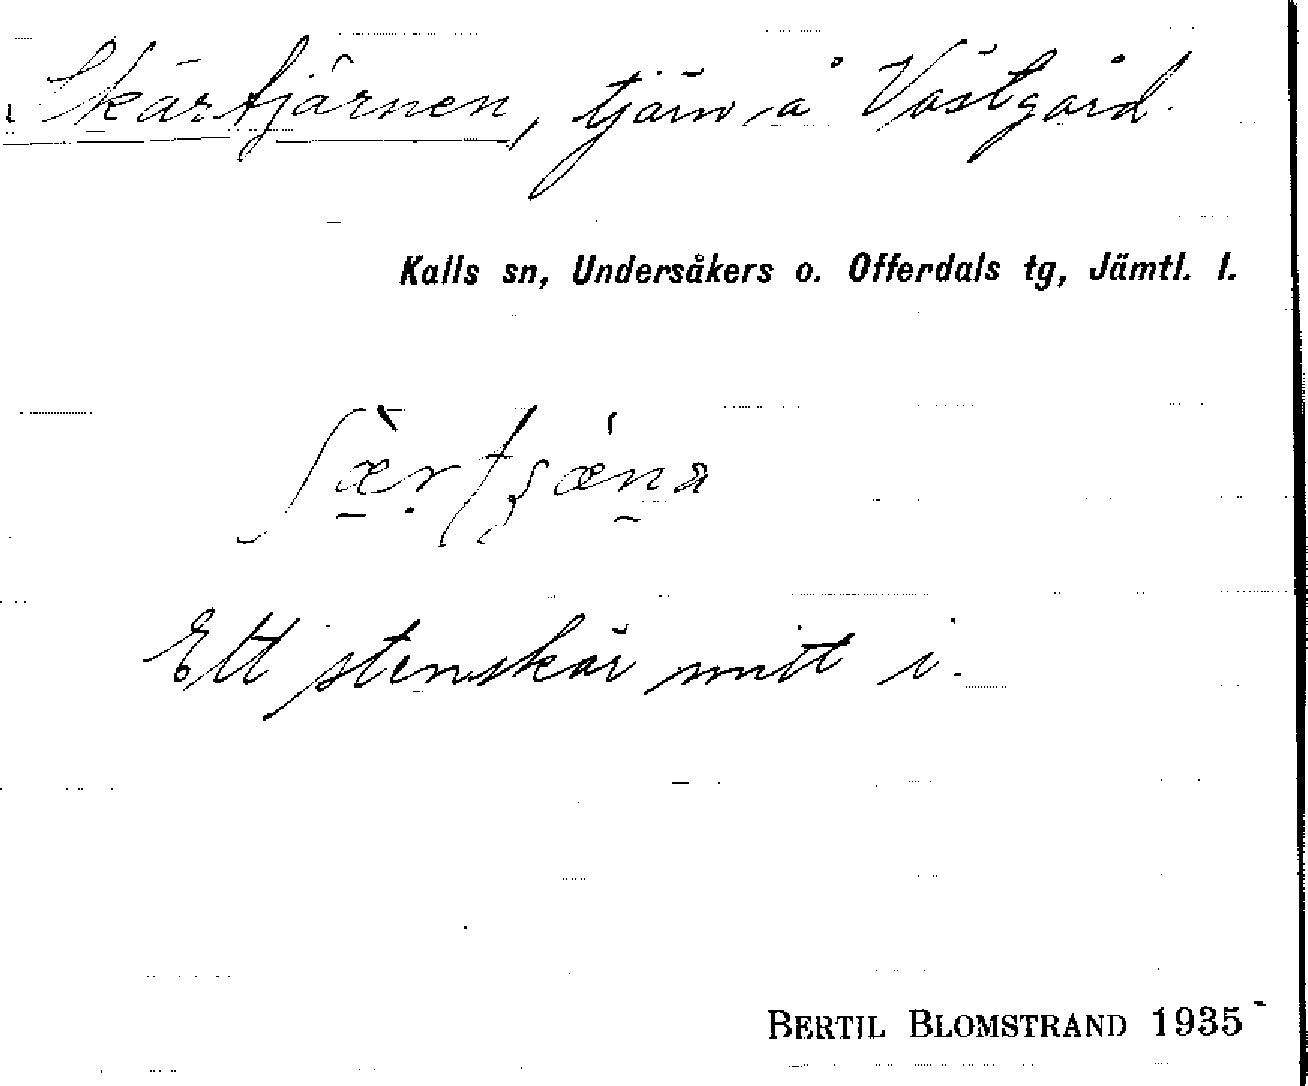 Skärtjärnen, tjärn å Västgård.
Kalls sn, Undersåkers o. Offerdals tg, Jämtl. l.
Ett stenskär mitt i.
BERTIL BLOMSTRAND 1935